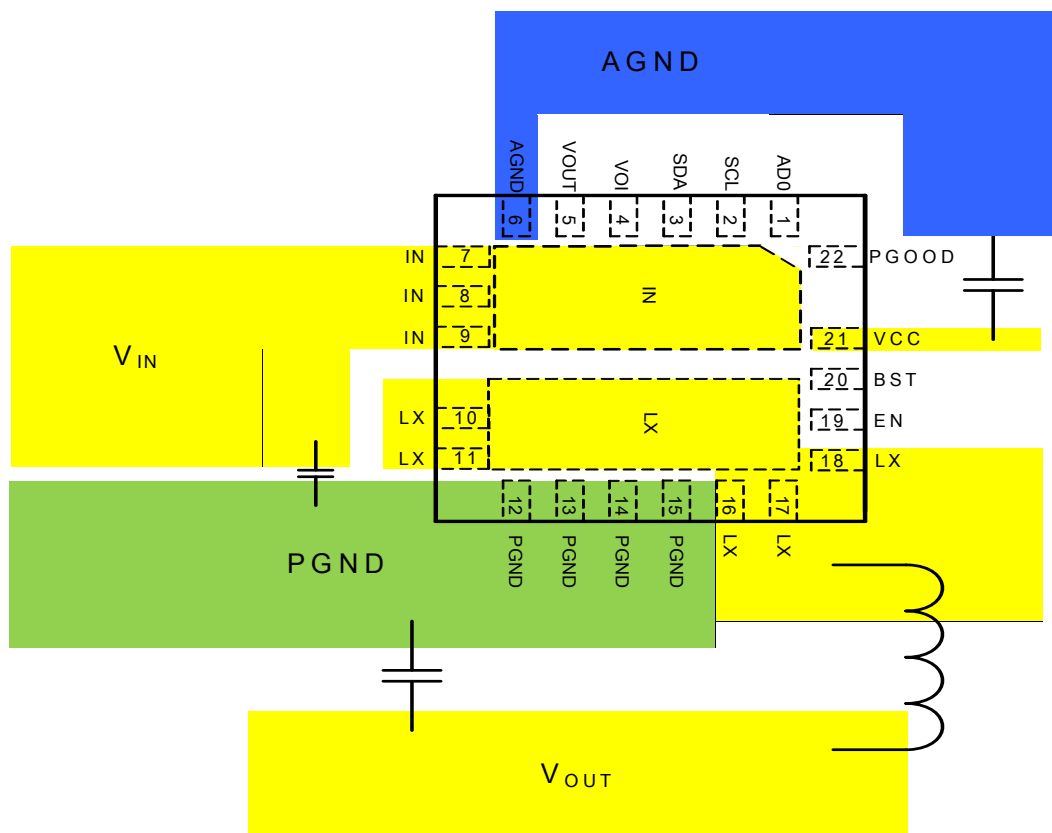 AGND
AGND
VOUT
VOI
SDA
SCL
AD0
6
5
4
3
2
1
IN
7
22
PGOOD
IN
8
IN
IN
9
21
VCC
VIN
20
BST
LX
10
LX
19
EN
LX
11
18
LX
12
13
14
15
16
17
PGND
PGND
PGND
PGND
PGND
LX
LX
VOUT